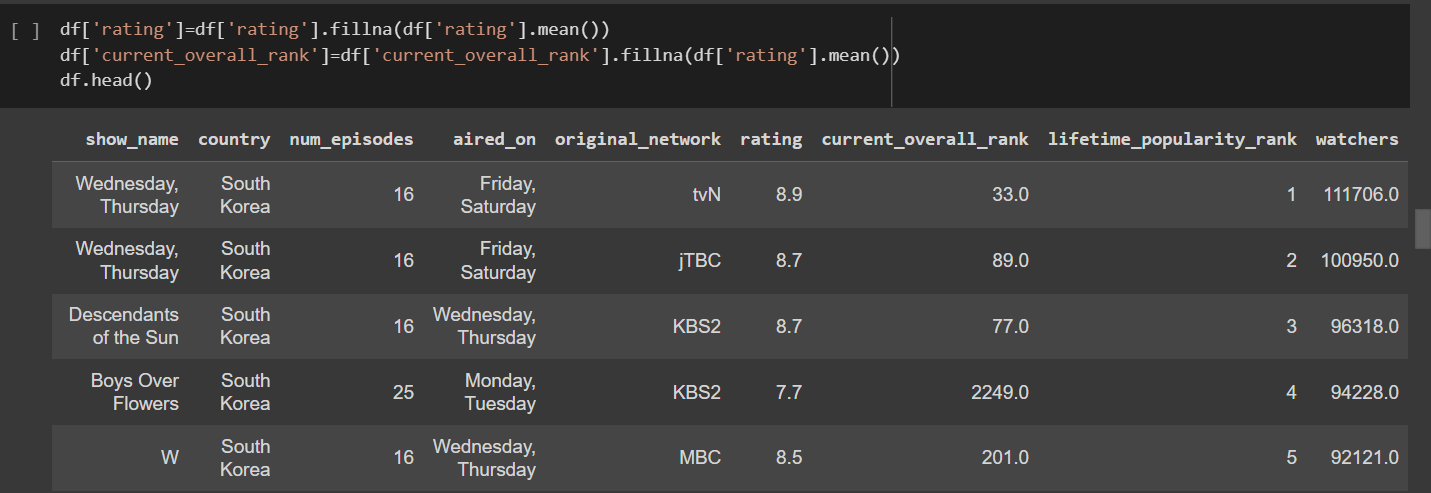 [ ] df['rating']=df['rating'].fillna(df['rating'].mean())
df['current_overall_rank']=df['current_overall_rank'].fillna(df['rating'].mean())
df.head()
show_name country num_episodes aired_on original_network rating current_overall_rank lifetime_popularity_rank watchers
Wednesday, South Friday,
Thursday Korea 16 Saturday tvN 8.9 33.0 1 111706.0
Wednesday, South Friday,
Thursday Korea 16 Saturday jTBC 8.7 89.0 2 100950.0
Descendants South Wednesday,
of the Sun Korea 16 Thursday KBS2 8.7 77.0 3 96318.0
Boys Over South Monday,
Flowers Korea 25 Tuesday KBS2 7.7 2249.0 4 94228.0
W South Wednesday,
Korea 16 Thursday MBC 8.5 201.0 5 92121.0